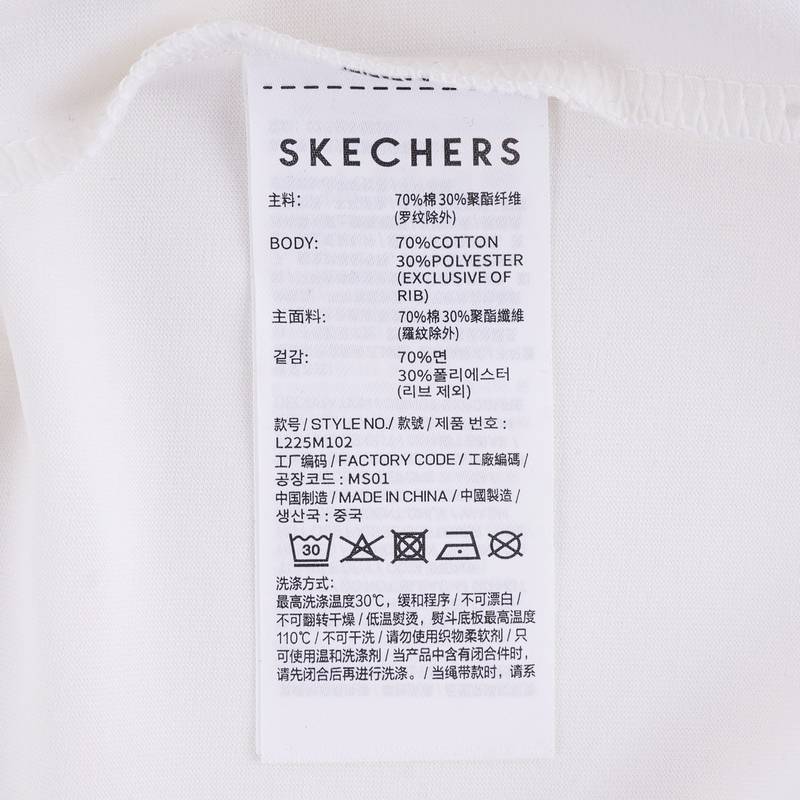 SKECHERS
主料: 70%棉30%聚酯纤维
(罗纹除外)
BODY: 70%COTTON
30%POLYESTER
(EXCLUSIVE OF
RIB)
主面料: 70%棉30%聚酯纖維
(羅紋除外)
겉감: 70%면
30%폴리에스터
(리브 제외)
款号/STYLE NO./款號/제품 번호:
L225M102
工厂编码/FACTORY CODE/工廠編碼/
공장코드: MS01
中国制造/MADE IN CHINA/中國製造/
생산국: 중국
30
洗涤方式:
最高洗涤温度30℃, 缓和程序/不可漂白/
不可翻转干燥/低温熨烫, 熨斗底板最高温度
110℃/不可干洗/请勿使用织物柔软剂/只
可使用温和洗涤剂/当产品中含有闭合件时, 请
请先闭合后再进行洗涤。/当绳带款时, 请系